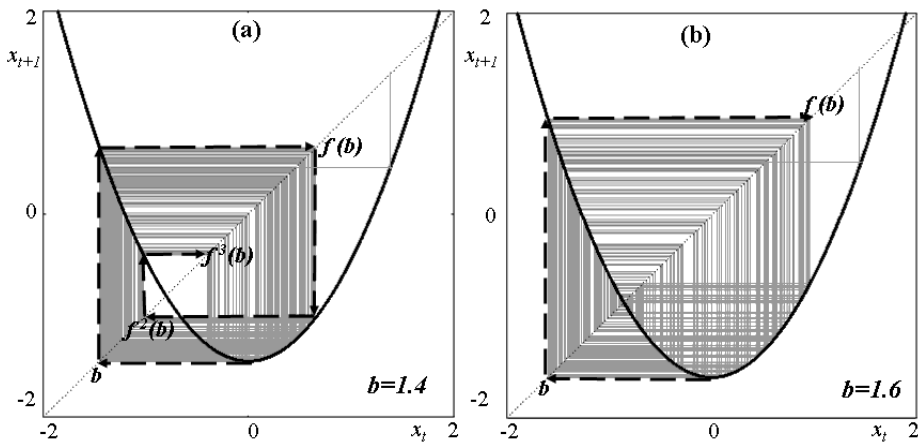 (a)
2
x_{t+1}
f(b)
0
f^3(b)
f^2(b)
b
b=1.4
-2
-2
0
x_t
2
(b)
2
x_{t+1}
f(b)
0
b
b=1.6
-2
-2
0
x_t
2